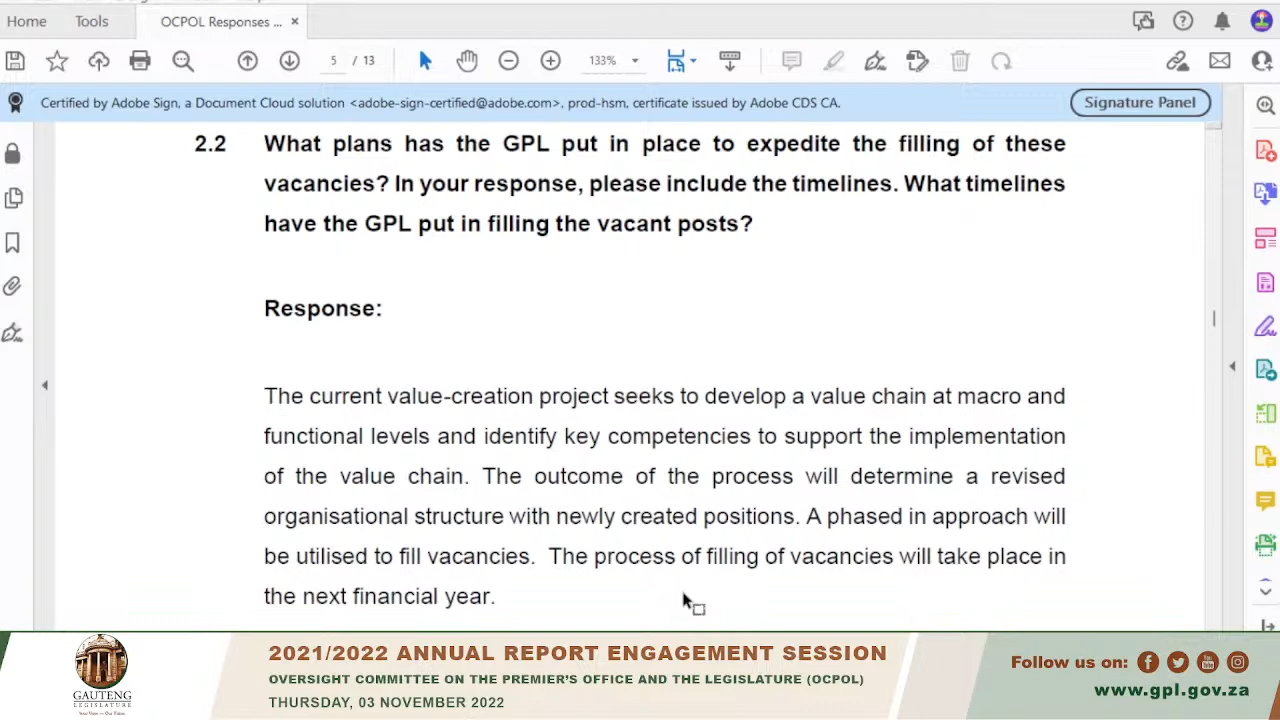 Home Tools OCPOL Responses ... ×
5 / 13 133%
Certified by Adobe Sign, a Document Cloud solution <adobe-sign-certified@adobe.com>, prod-hsm, certificate issued by Adobe CDS CA.
Signature Panel
2.2 What plans has the GPL put in place to expedite the filling of these
vacancies? In your response, please include the timelines. What timelines
have the GPL put in filling the vacant posts?
Response:
The current value-creation project seeks to develop a value chain at macro and
functional levels and identify key competencies to support the implementation
of the value chain. The outcome of the process will determine a revised
organisational structure with newly created positions. A phased in approach will
be utilised to fill vacancies. The process of filling of vacancies will take place in
the next financial year.
GAUTENG
LEGISLATURE
Your View — Our Future
2021/2022 ANNUAL REPORT ENGAGEMENT SESSION
OVERSIGHT COMMITTEE ON THE PREMIER'S OFFICE AND THE LEGISLATURE (OCPOL)
THURSDAY, 03 NOVEMBER 2022
Follow us on:
www.gpl.gov.za